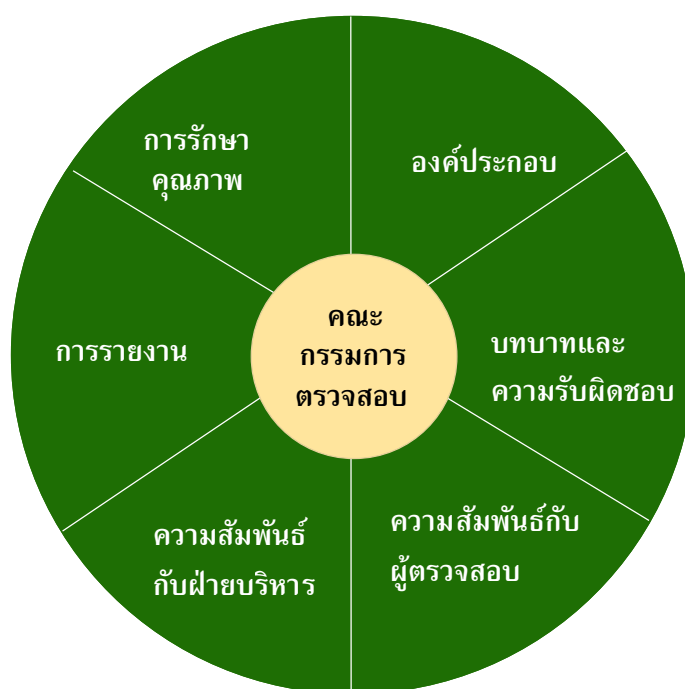 การรักษา
คุณภาพ
องค์ประกอบ
คณะ
กรรมการ
ตรวจสอบ
การรายงาน
บทบาทและ
ความรับผิดชอบ
ความสัมพันธ์
กับฝ่ายบริหาร
ความสัมพันธ์กับ
ผู้ตรวจสอบ